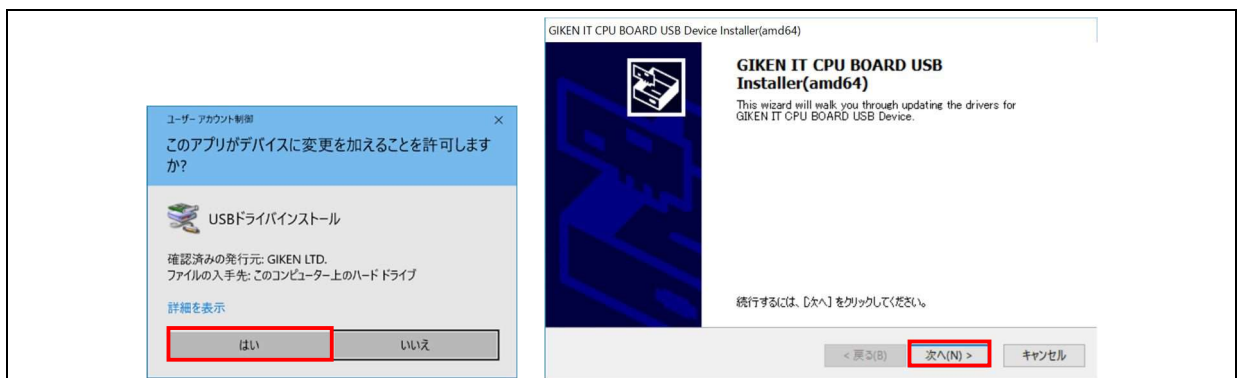 ユーザー アカウント制御
このアプリがデバイスに変更を加えることを許可します
か?
USBドライバインストール
確認済みの発行元: GIKEN LTD.
ファイルの入手先: このコンピューター上のハード ドライブ
詳細を表示
はい
いいえ
GIKEN IT CPU BOARD USB Device Installer(amd64)
GIKEN IT CPU BOARD USB
Installer(amd64)
This wizard will walk you through updating the drivers for
GIKEN IT CPU BOARD USB Device.
続行するには、[次へ] をクリックしてください。
< 戻る(B)
次へ(N) >
キャンセル